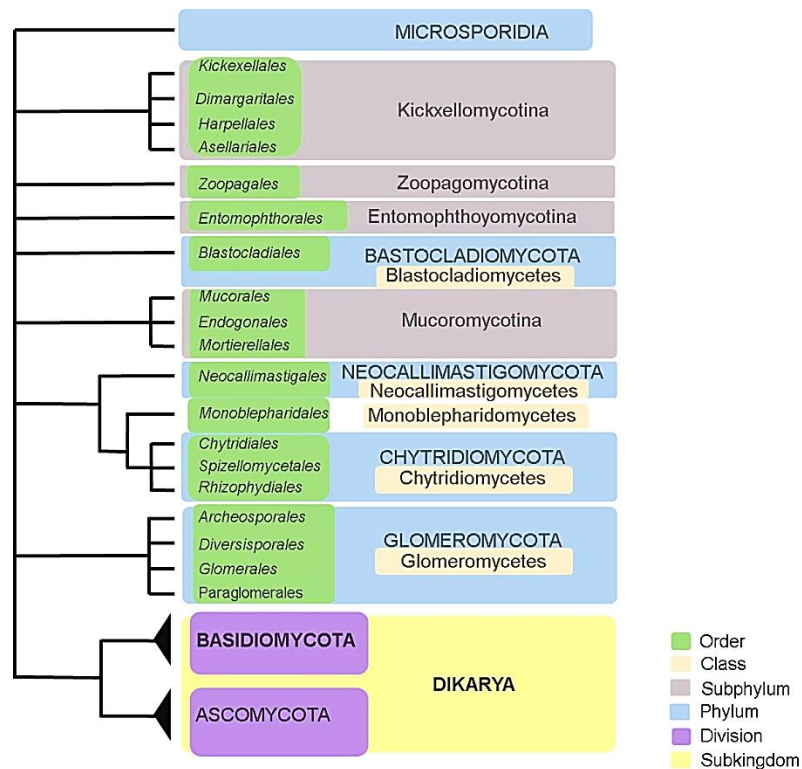 MICROSPORIDIA
Kickexellales
Dimargaritales
Harpellales
Asellariales
Kickxellomycotina
Zoopagales
Zoopagomycotina
Entomophthorales
Entomophthoyomycotina
Blastocladiales
BASTOCLADIOMYCOTA
Blastocladiomycetes
Mucorales
Endogonales
Mortierellales
Mucoromycotina
Neocallimastigales
NEOCALLIMASTIGOMYCOTA
Neocallimastigomycetes
Monoblepharidales
Monoblepharidomycetes
Chytridiales
Spizellomycetales
Rhizophydiales
CHYTRIDIOMYCOTA
Chytridiomycetes
Archeosporales
Diversisporales
Glomerales
Paraglomerales
GLOMEROMYCOTA
Glomeromycetes
BASIDIOMYCOTA
ASCOMYCOTA
DIKARYA
Order
Class
Subphylum
Phylum
Division
Subkingdom